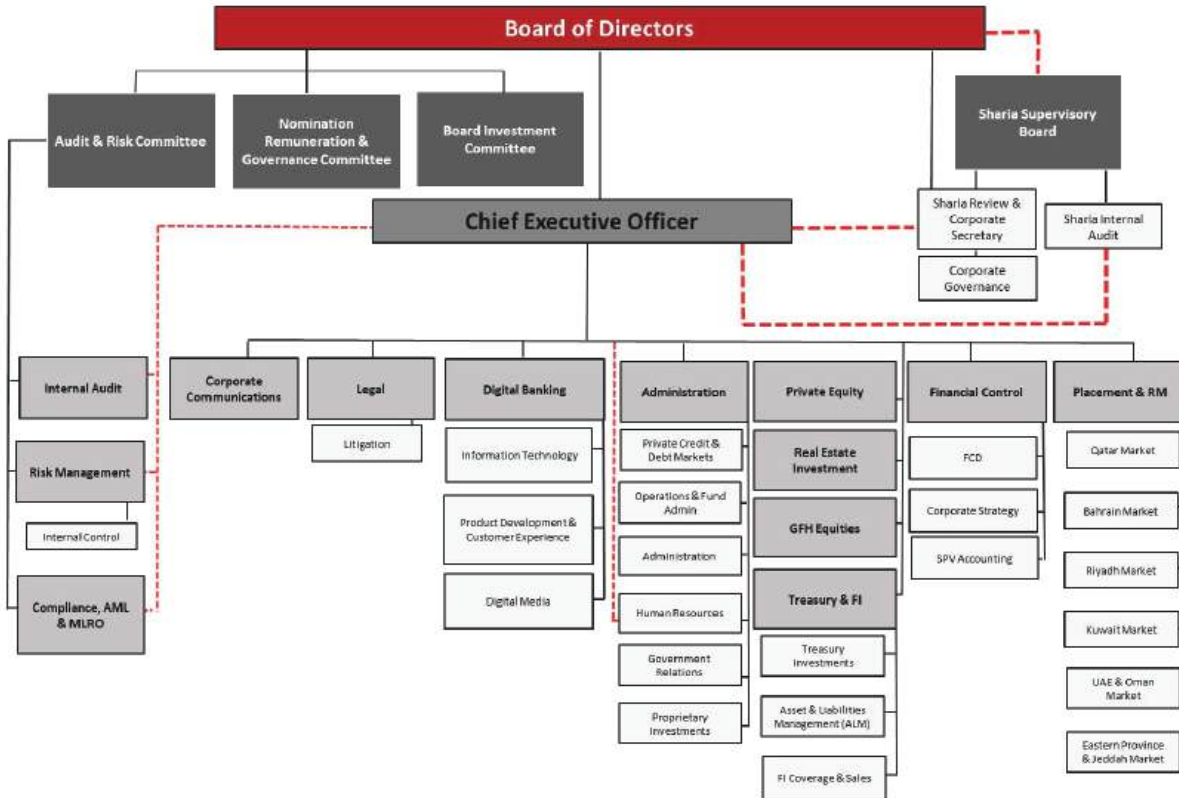 Board of Directors
Audit & Risk Committee
Nomination
Remuneration &
Governance Committee
Board Investment
Committee
Sharia Supervisory
Board
Chief Executive Officer
Sharia Review &
Corporate
Secretary
Sharia Internal
Audit
Corporate
Governance
Internal Audit
Risk Management
Internal Control
Compliance, AML
& MLRO
Corporate
Communications
Legal
Litigation
Digital Banking
Information Technology
Product Development &
Customer Experience
Digital Media
Administration
Private Credit &
Debt Markets
Operations & Fund
Admin
Administration
Human Resources
Government
Relations
Proprietary
Investments
Private Equity
Real Estate
Investment
GFH Equities
Treasury & FI
Treasury
Investments
Asset & Liabilities
Management (ALM)
FI Coverage & Sales
Financial Control
FCD
Corporate Strategy
SPV Accounting
Placement & RM
Qatar Market
Bahrain Market
Riyadh Market
Kuwait Market
UAE & Oman
Market
Eastern Province
& Jeddah Market